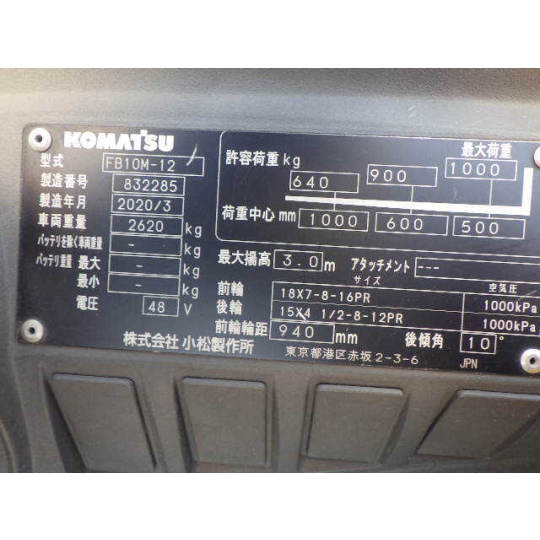 KOMATSU
型式 FB10M-12
製造番号 832285
製造年月 2020/3
車両重量 2620 kg
バッテリを除く車両重量 - kg
バッテリ重量 最大 - kg
最小 - kg
電圧 48 V
株式会社 小松製作所
最大荷重
許容荷重 kg 640 900 1000
荷重中心 mm 1000 600 500
最大揚高 3.0 m アタッチメント ---
サイズ 空気圧
前輪 18X7-8-16PR 1000kPa
後輪 15X4 1/2-8-12PR 1000kPa
前輪輪距 940 mm 後傾角 10°
東京都港区赤坂2-3-6 JPN